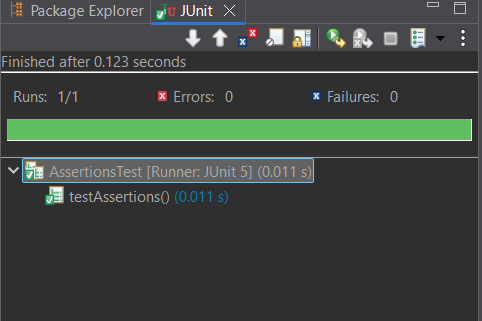 Package Explorer JUnit
Finished after 0.123 seconds
Runs: 1/1 Errors: 0 Failures: 0
AssertionsTest [Runner: JUnit 5] (0.011 s)
testAssertions() (0.011 s)